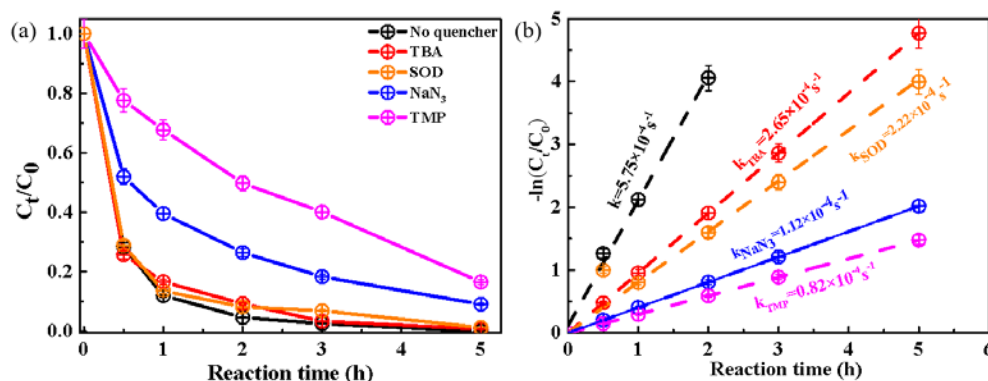 (a)
1.0
0.8
0.6
0.4
0.2
0.0
C_t/C_0
0
1
2
3
4
5
Reaction time (h)
No quencher
TBA
SOD
NaN_3
TMP
(b)
-5
4
3
2
1
0
-ln(C_t/C_0)
0
1
2
3
4
5
6
Reaction time (h)
k=5.75×10^-4 s^-1
k_TBA=2.65×10^-4 s^-1
k_SOD=2.22×10^-4 s^-1
k_NaN3=1.12×10^-4 s^-1
k_TMP=0.82×10^-4 s^-1